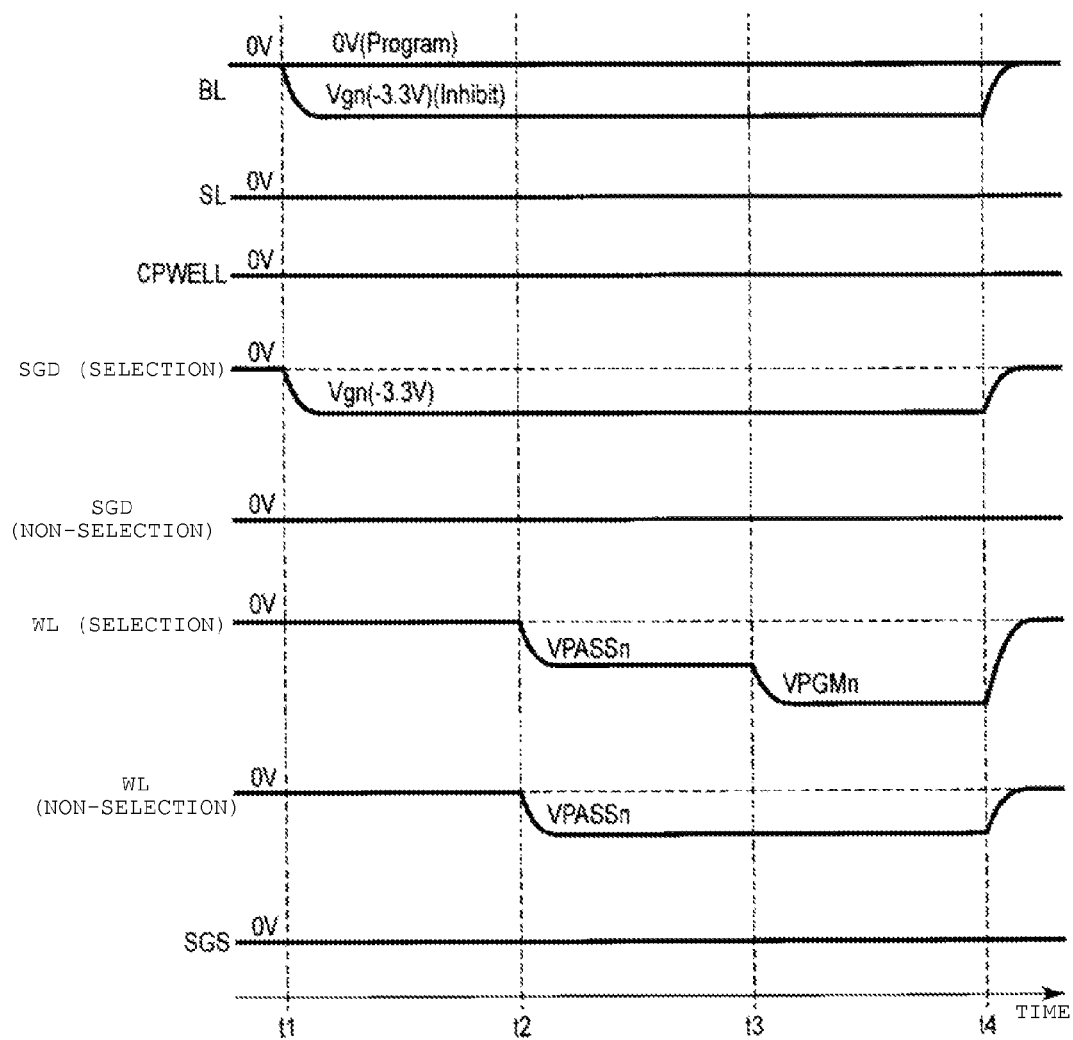 0V 0V(Program)
BL Vgn(-3.3V)(Inhibit)
SL 0V
CPWELL 0V
SGD (SELECTION) 0V
Vgn(-3.3V)
SGD
(NON-SELECTION) 0V
WL (SELECTION) 0V
VPASSn
VPGMn
WL
(NON-SELECTION) 0V
VPASSn
SGS 0V
t1 t2 t3 t4 TIME